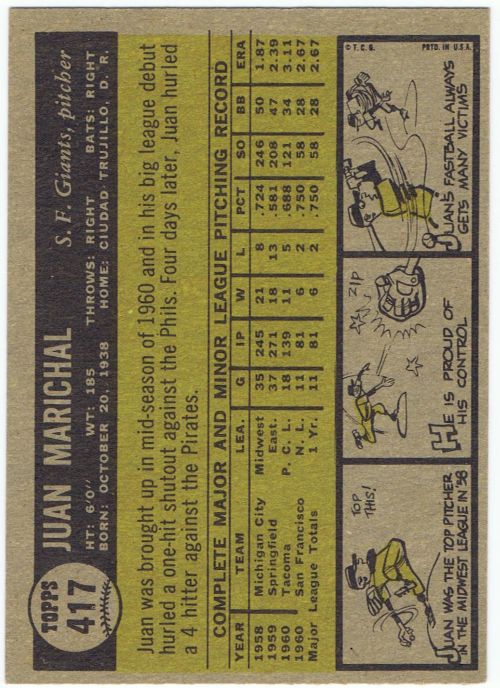 TOPPS
417
JUAN MARICHAL
S. F. Giants, pitcher
HT: 6'0" WT: 185 THROWS: RIGHT BATS: RIGHT
BORN: OCTOBER 20, 1938 HOME: CIUDAD TRUJILLO, D. R.
Juan was brought up in mid-season of 1960 and in his big league debut
hurled a one-hit shutout against the Phils. Four days later, Juan hurled
a 4 hitter against the Pirates.
COMPLETE MAJOR AND MINOR LEAGUE PITCHING RECORD
YEAR TEAM LEA. G IP W L PCT SO BB ERA
1958 Michigan City Midwest 35 245 21 8 .724 246 50 1.87
1959 Springfield East. 37 271 18 13 .581 208 47 2.39
1960 Tacoma P. C. L. 18 139 11 5 .688 121 34 3.11
1960 San Francisco N. L. 11 81 6 2 .750 58 28 2.67
Major League Totals 1 Yr. 11 81 6 2 .750 58 28 2.67
TOP
THIS!
JUAN WAS THE TOP PITCHER
IN THE MIDWEST LEAGUE IN '58
ZIP
HE IS PROUD OF
HIS CONTROL
© T. C. G. PRTD. IN U.S.A.
JUAN'S FASTBALL ALWAYS
GETS MANY VICTIMS